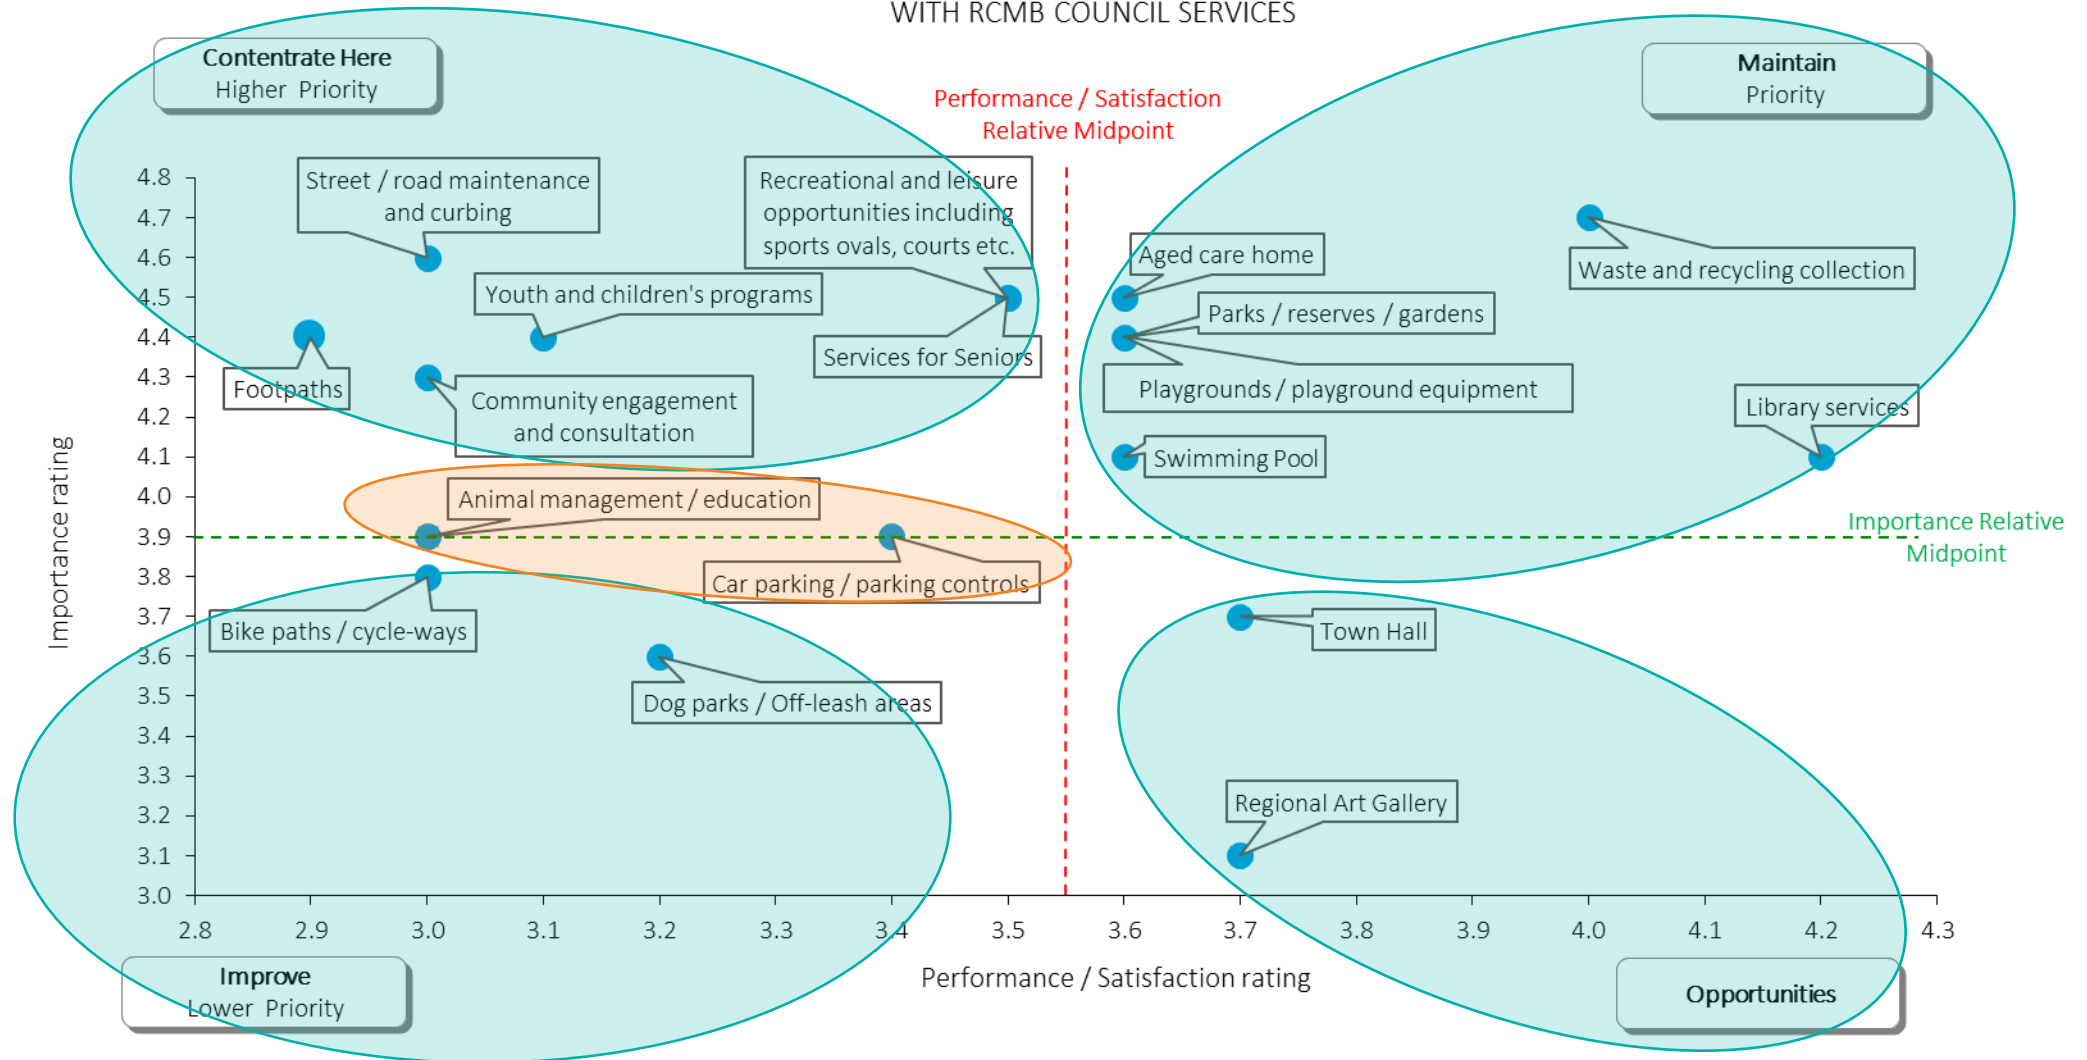 WITH RCMB COUNCIL SERVICES
Contentrate Here
Higher Priority
Maintain
Priority
Performance / Satisfaction
Relative Midpoint
Street / road maintenance
and curbing
Recreational and leisure
opportunities including
sports ovals, courts etc.
Aged care home
Waste and recycling collection
Youth and children's programs
Parks / reserves / gardens
Services for Seniors
Footpaths
Playgrounds / playground equipment
Community engagement
and consultation
Library services
Swimming Pool
Animal management / education
Importance Relative
Midpoint
Car parking / parking controls
Bike paths / cycle-ways
Town Hall
Dog parks / Off-leash areas
Regional Art Gallery
Importance rating
4.8
4.7
4.6
4.5
4.4
4.3
4.2
4.1
4.0
3.9
3.8
3.7
3.6
3.5
3.4
3.3
3.2
3.1
3.0
2.8 2.9 3.0 3.1 3.2 3.3 3.4 3.5 3.6 3.7 3.8 3.9 4.0 4.1 4.2 4.3
Performance / Satisfaction rating
Improve
Lower Priority
Opportunities